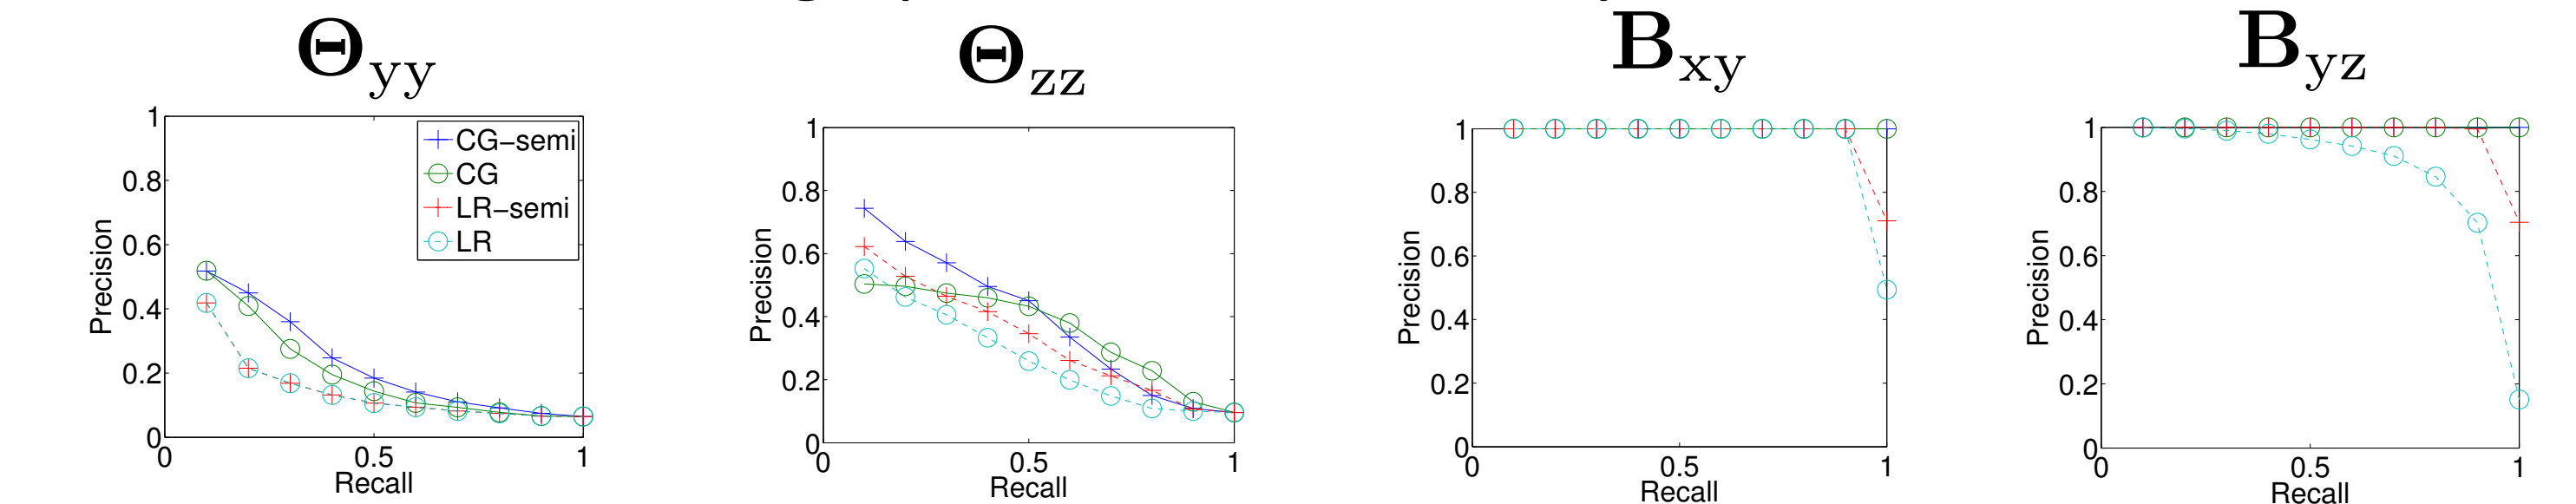 Θyy
Θzz
Bxy
Byz
1
0.8
0.6
0.4
0.2
0
0
0.5
1
Precision
Recall
CG−semi
CG
LR−semi
LR
1
0.8
0.6
0.4
0.2
0
0
0.5
1
Precision
Recall
1
0.8
0.6
0.4
0.2
0
0
0.5
1
Precision
Recall
1
0.8
0.6
0.4
0.2
0
0
0.5
1
Precision
Recall